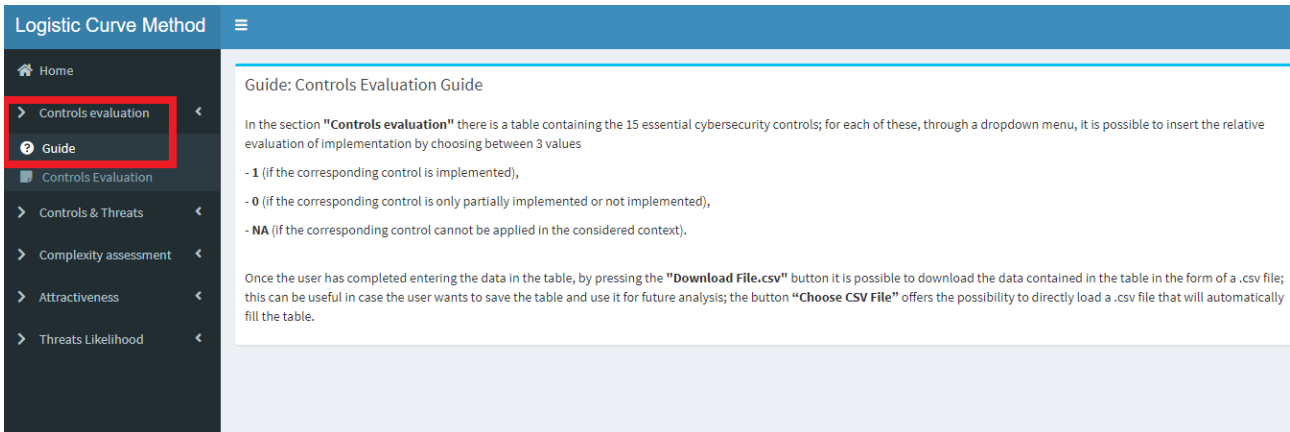 Logistic Curve Method
Home
Controls evaluation
Guide
Controls Evaluation
Controls & Threats
Complexity assessment
Attractiveness
Threats Likelihood
Guide: Controls Evaluation Guide
In the section "Controls evaluation" there is a table containing the 15 essential cybersecurity controls; for each of these, through a dropdown menu, it is possible to insert the relative
evaluation of implementation by choosing between 3 values
- 1 (if the corresponding control is implemented),
- 0 (if the corresponding control is only partially implemented or not implemented),
- NA (if the corresponding control cannot be applied in the considered context).
Once the user has completed entering the data in the table, by pressing the "Download File.csv" button it is possible to download the data contained in the table in the form of a .csv file;
this can be useful in case the user wants to save the table and use it for future analysis; the button “Choose CSV File” offers the possibility to directly load a .csv file that will automatically
fill the table.